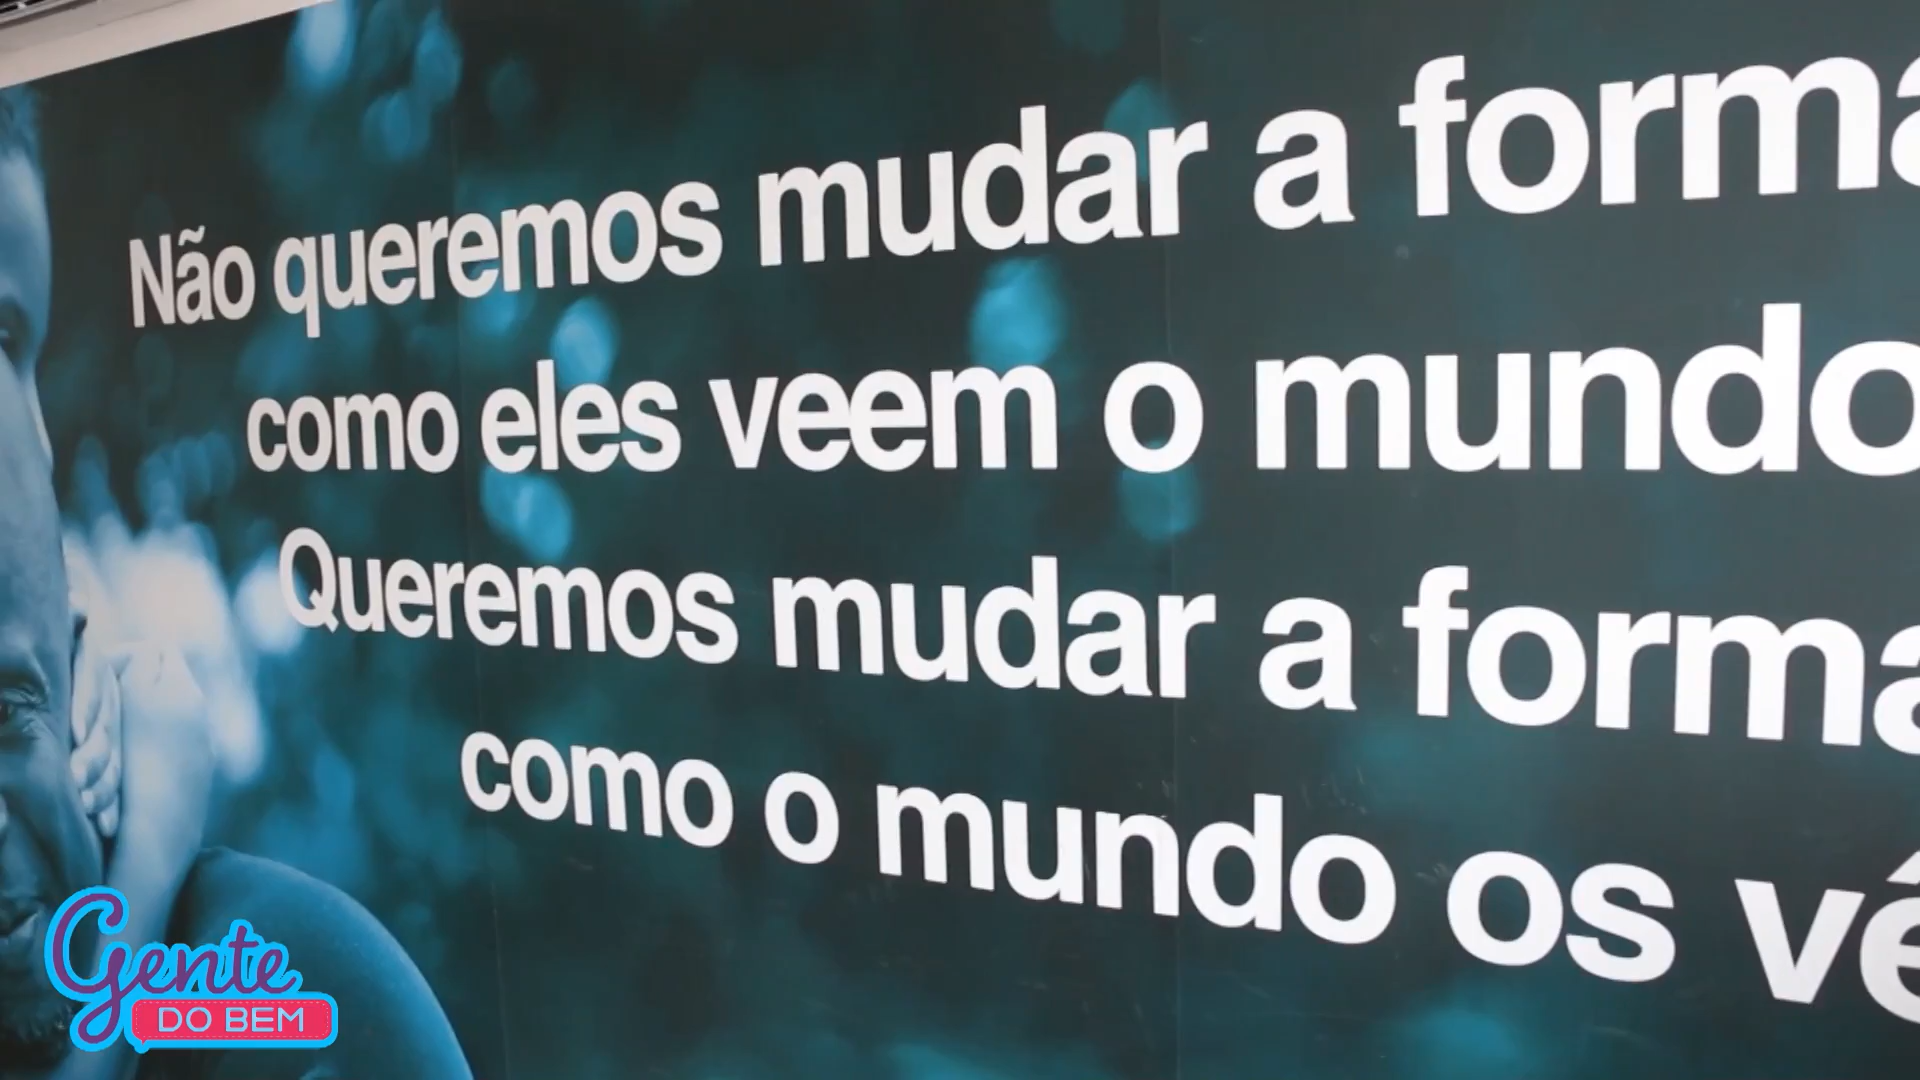 Não queremos mudar a forma
como eles veem o mundo
Queremos mudar a forma
como o mundo os vê
Gente
DO BEM